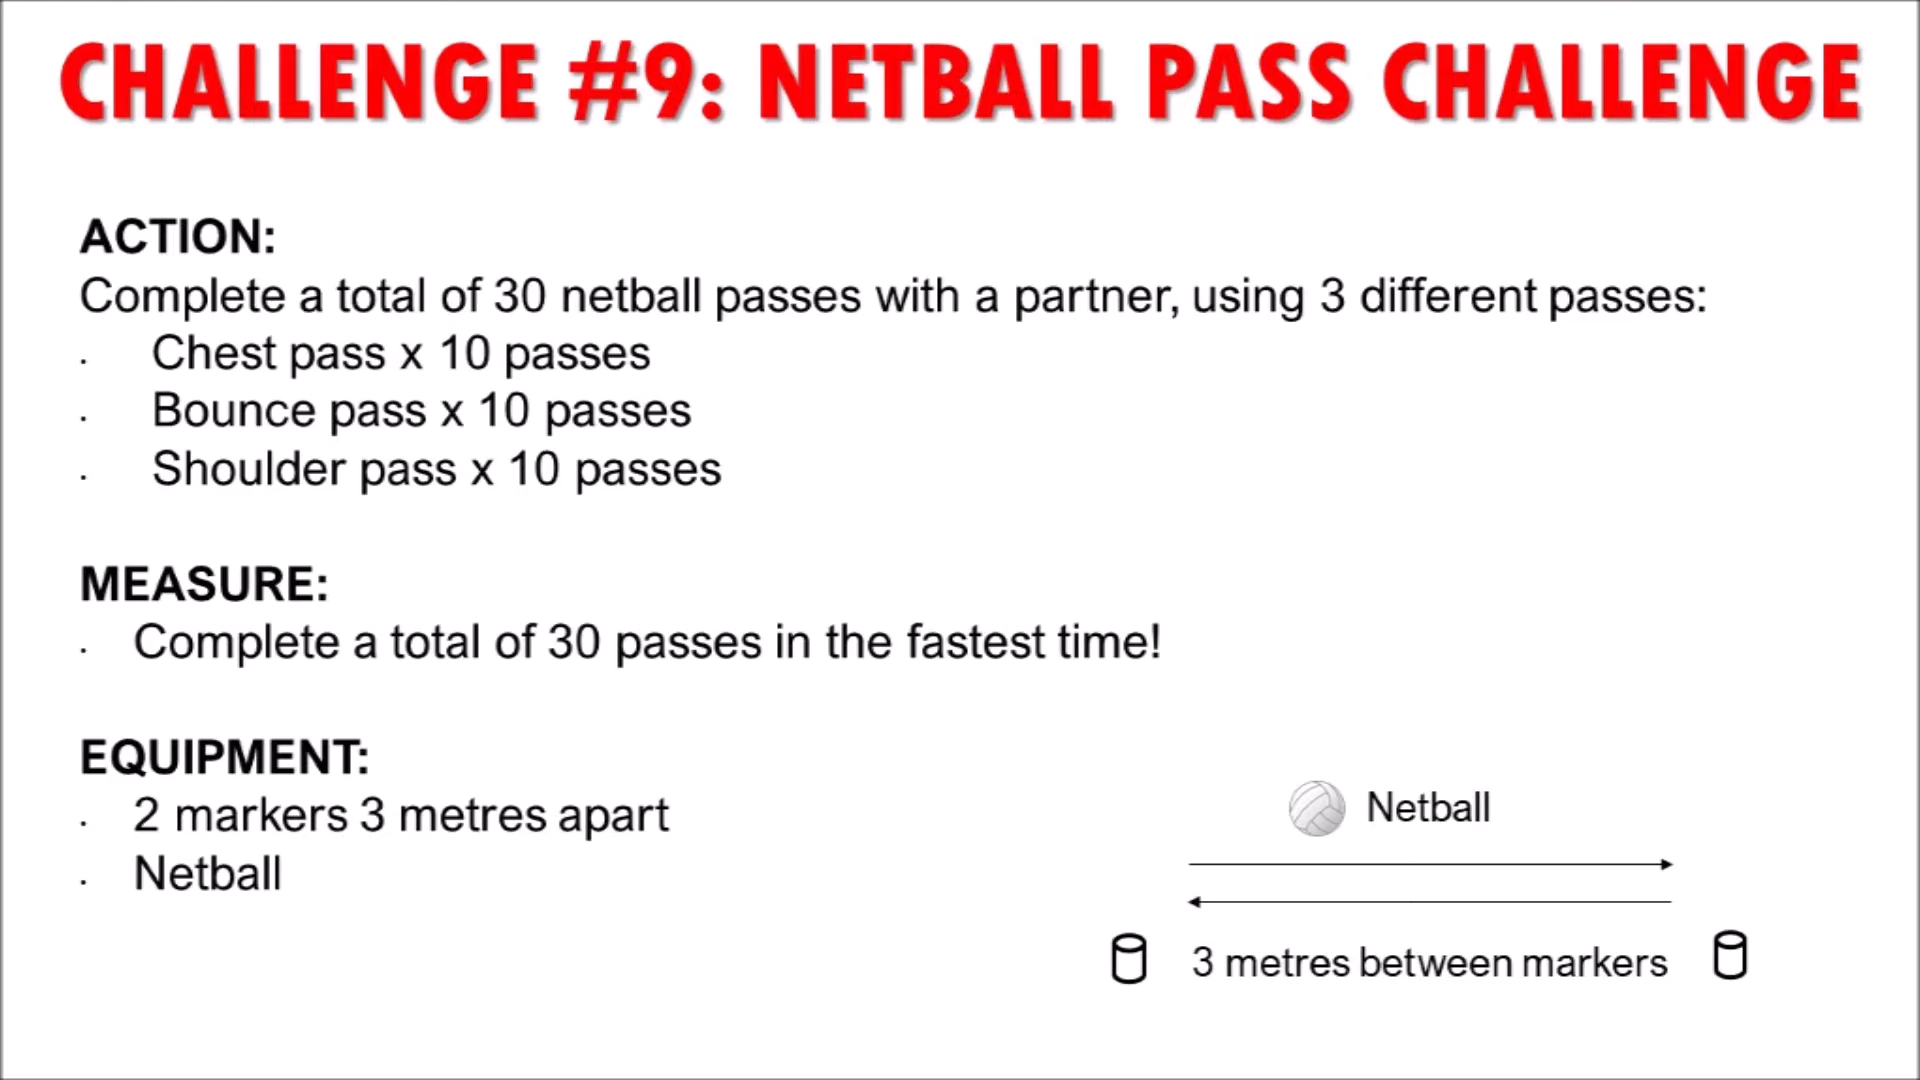 CHALLENGE #9: NETBALL PASS CHALLENGE
ACTION:
Complete a total of 30 netball passes with a partner, using 3 different passes:
· Chest pass x 10 passes
· Bounce pass x 10 passes
· Shoulder pass x 10 passes
MEASURE:
· Complete a total of 30 passes in the fastest time!
EQUIPMENT:
· 2 markers 3 metres apart
· Netball
Netball
3 metres between markers